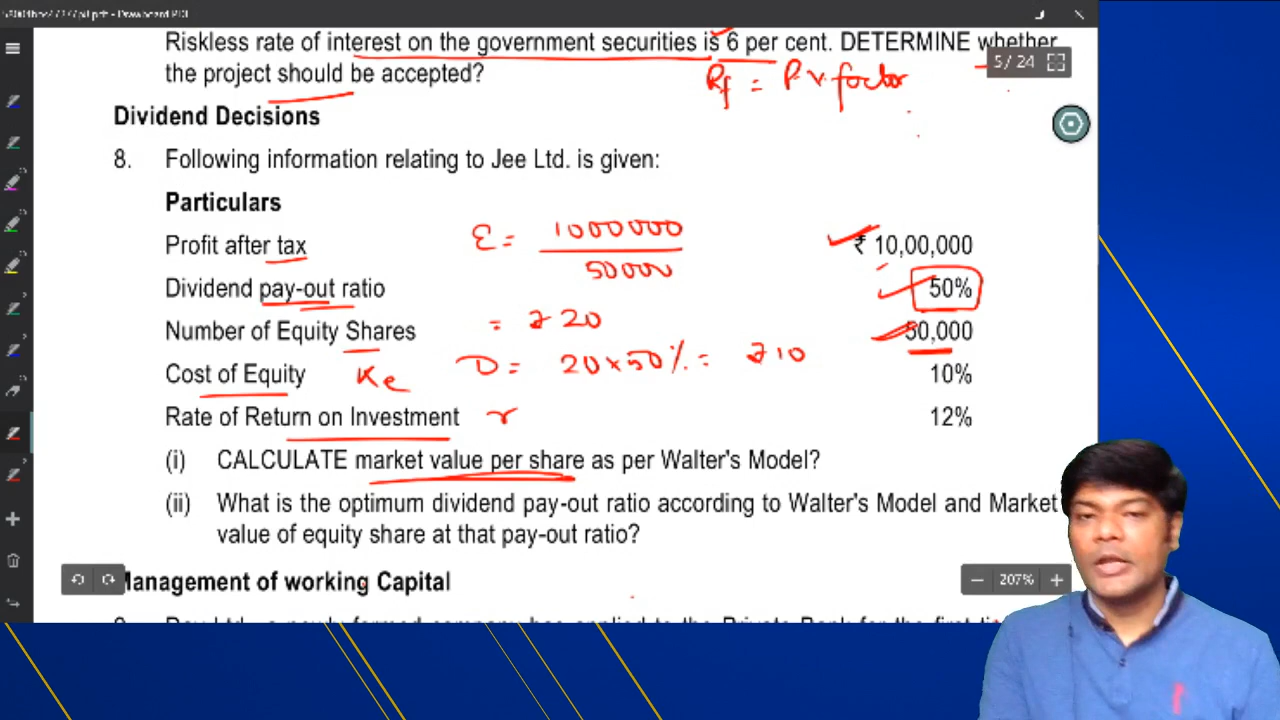 - Drawboard PDF
Riskless rate of interest on the government securities is 6 per cent. DETERMINE whether
the project should be accepted?
5 / 24
Rf = PV factor
Dividend Decisions
8. Following information relating to Jee Ltd. is given:
Particulars
Profit after tax ₹ 10,00,000
E = 1000000
50000
Dividend pay-out ratio 50%
= ₹ 20
Number of Equity Shares 50,000
D = 20 × 50% = ₹ 10
Cost of Equity Ke 10%
Rate of Return on Investment r 12%
(i) CALCULATE market value per share as per Walter's Model?
(ii) What is the optimum dividend pay-out ratio according to Walter's Model and Market
value of equity share at that pay-out ratio?
Management of working Capital
207%